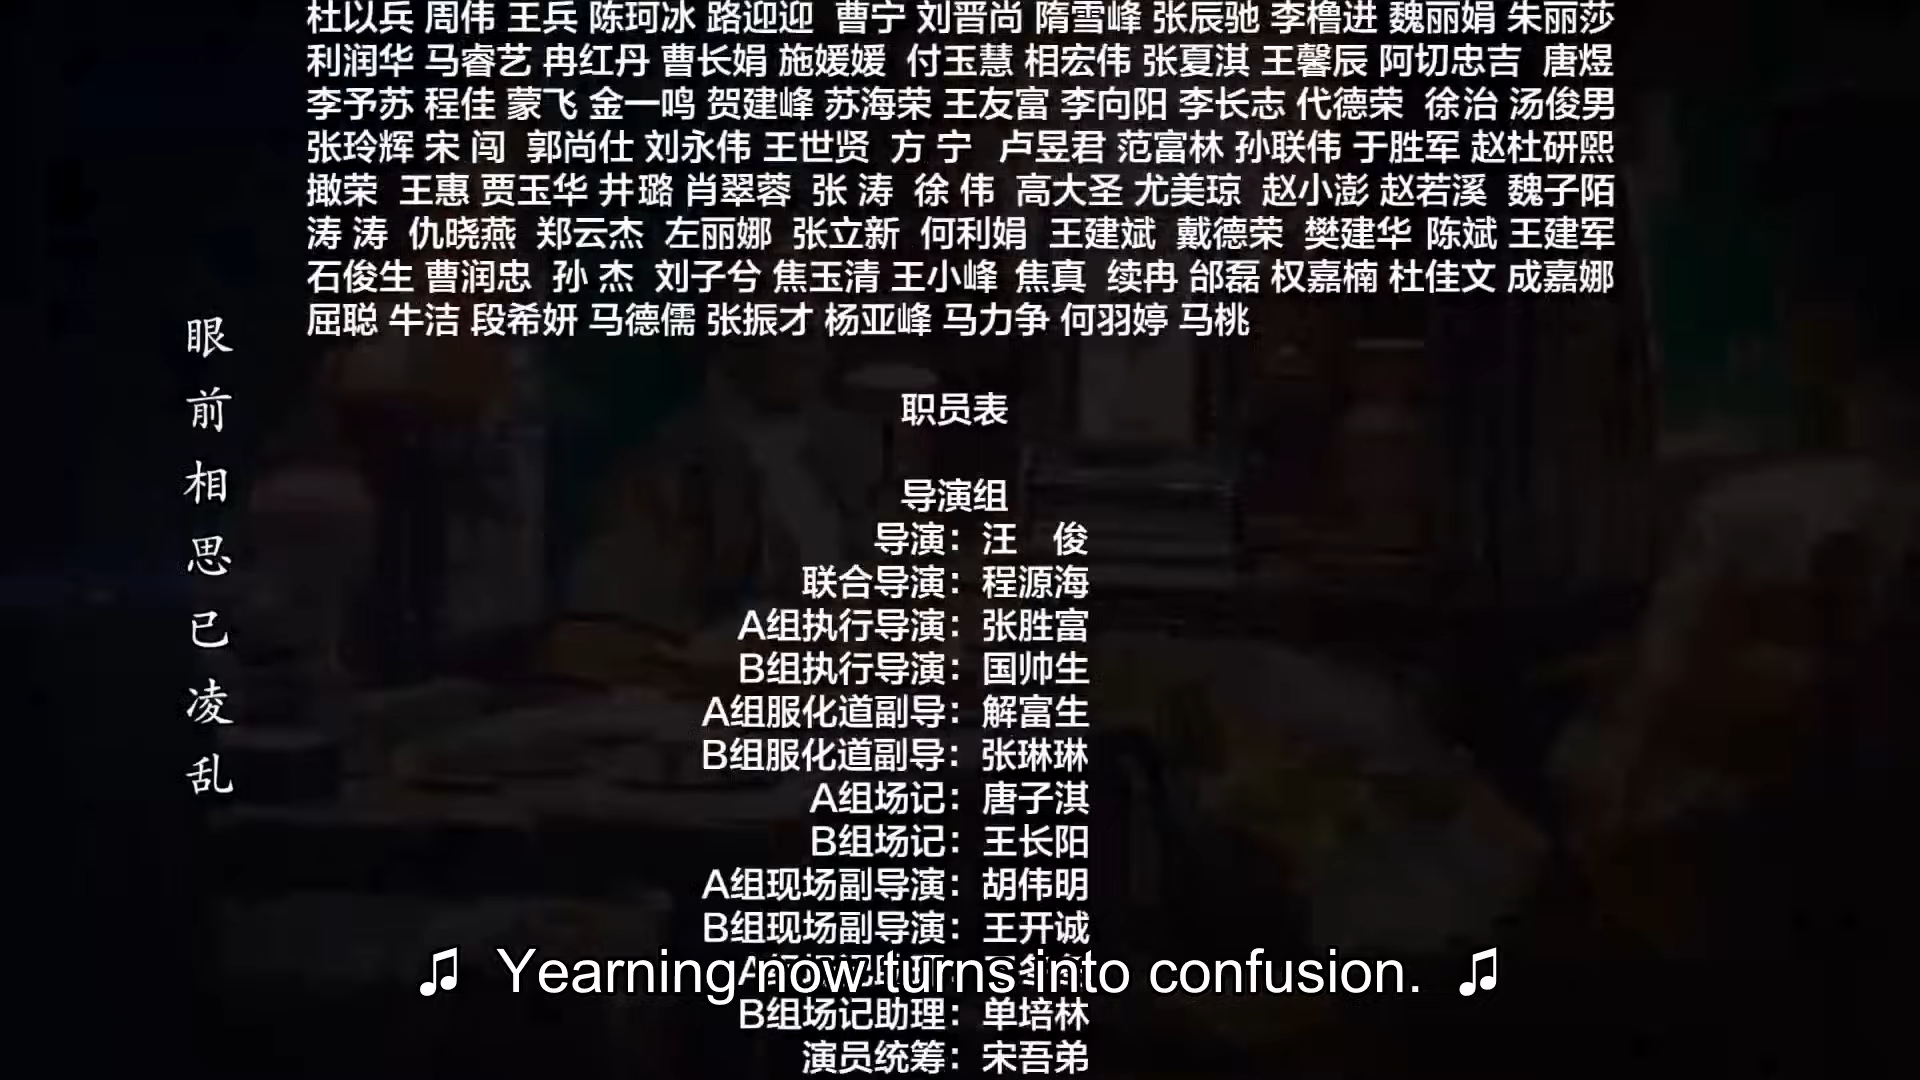 杜以兵 周伟 王兵 陈珂冰 路迎迎 曹宁 刘晋尚 隋雪峰 张辰驰 李橹进 魏丽娟 朱丽莎
利润华 马睿艺 冉红丹 曹长娟 施媛媛 付玉慧 相宏伟 张夏淇 王馨辰 阿切忠吉 唐煜
李予苏 程佳 蒙飞 金一鸣 贺建峰 苏海荣 王友富 李向阳 李长志 代德荣 徐治 汤俊男
张玲辉 宋 闯 郭尚仕 刘永伟 王世贤 方 宁 卢昱君 范富林 孙联伟 于胜军 赵杜研熙
撖荣 王惠 贾玉华 井璐 肖翠蓉 张 涛 徐 伟 高大圣 尤美琼 赵小澎 赵若溪 魏子陌
涛 涛 仇晓燕 郑云杰 左丽娜 张立新 何利娟 王建斌 戴德荣 樊建华 陈斌 王建军
石俊生 曹润忠 孙 杰 刘子兮 焦玉清 王小峰 焦真 续冉 邰磊 权嘉楠 杜佳文 成嘉娜
屈聪 牛洁 段希妍 马德儒 张振才 杨亚峰 马力争 何羽婷 马桃
眼前相思已凌乱
职员表
导演组
导演：汪 俊
联合导演：程源海
A组执行导演：张胜富
B组执行导演：国帅生
A组服化道副导：解富生
B组服化道副导：张琳琳
A组场记：唐子淇
B组场记：王长阳
A组现场副导演：胡伟明
B组现场副导演：王开诚
♫ Yearning now turns into confusion. ♫
B组场记助理：单培林
演员统筹：宋吾弟